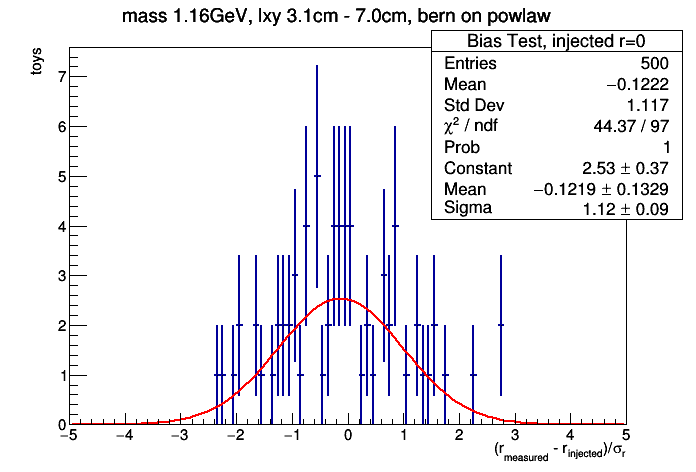 mass 1.16GeV, lxy 3.1cm - 7.0cm, bern on powlaw
Bias Test, injected r=0
Entries 500
Mean −0.1222
Std Dev 1.117
χ² / ndf 44.37 / 97
Prob 1
Constant 2.53 ± 0.37
Mean −0.1219 ± 0.1329
Sigma 1.12 ± 0.09
toys
7
6
5
4
3
2
1
0
−5 −4 −3 −2 −1 0 1 2 3 4 5
(r_measured - r_injected)/σ_r